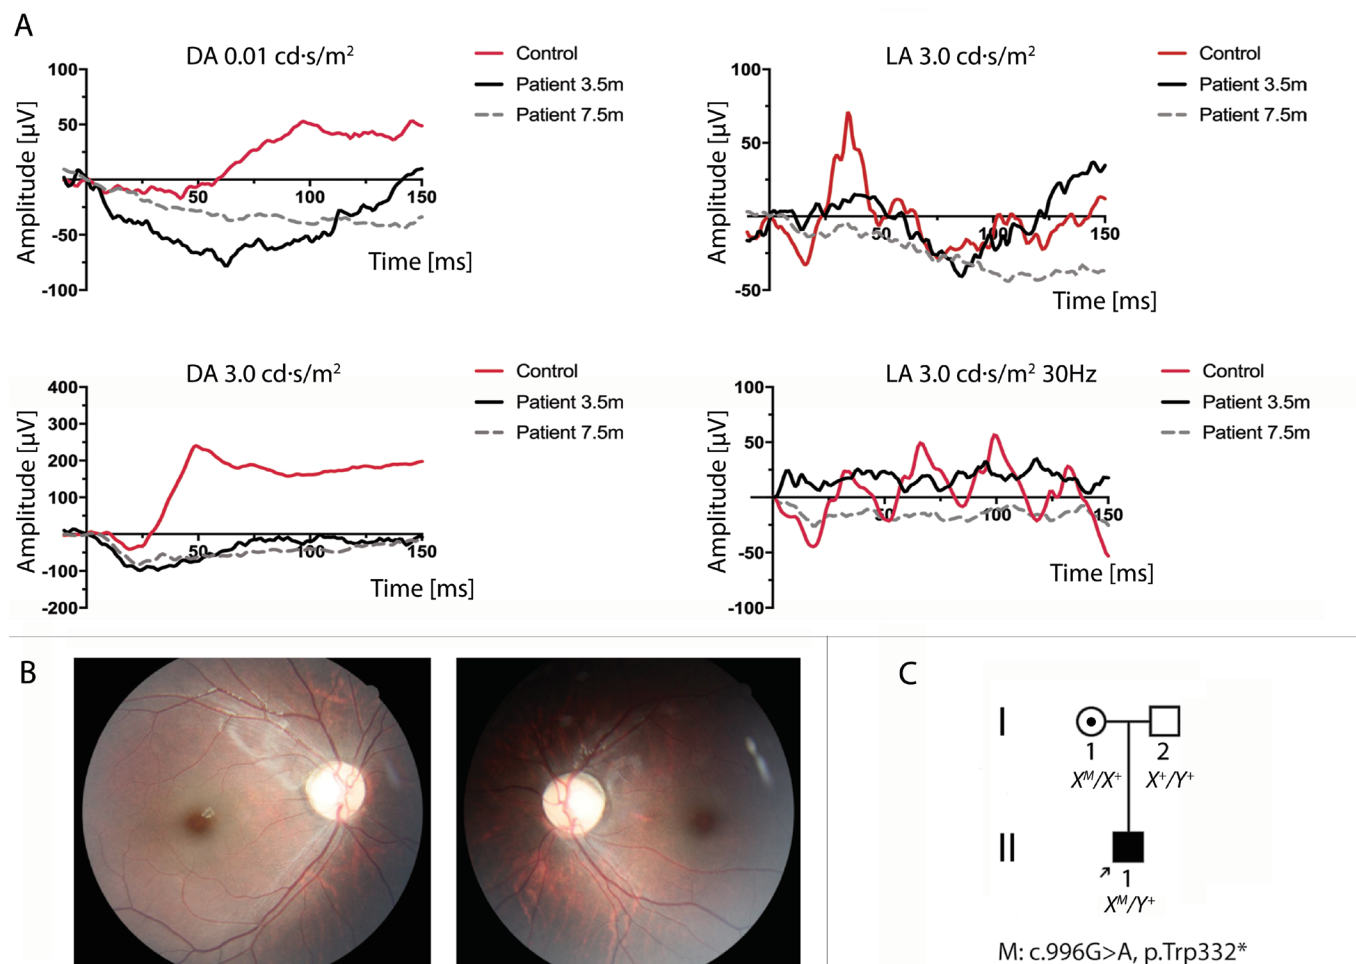 A
DA 0.01 cd·s/m²
Control
Patient 3.5m
Patient 7.5m
100
50
0
-50
-100
50
100
150
Amplitude [µV]
Time [ms]
LA 3.0 cd·s/m²
Control
Patient 3.5m
Patient 7.5m
100
50
0
-50
50
100
150
Amplitude [µV]
Time [ms]
DA 3.0 cd·s/m²
Control
Patient 3.5m
Patient 7.5m
400
300
200
100
0
-100
-200
50
100
150
Amplitude [µV]
Time [ms]
LA 3.0 cd·s/m² 30Hz
Control
Patient 3.5m
Patient 7.5m
100
50
0
-50
-100
50
100
150
Amplitude [µV]
Time [ms]
B
C
I
1
2
Xᴹ/X⁺
X⁺/Y⁺
II
1
Xᴹ/Y⁺
M: c.996G>A, p.Trp332*